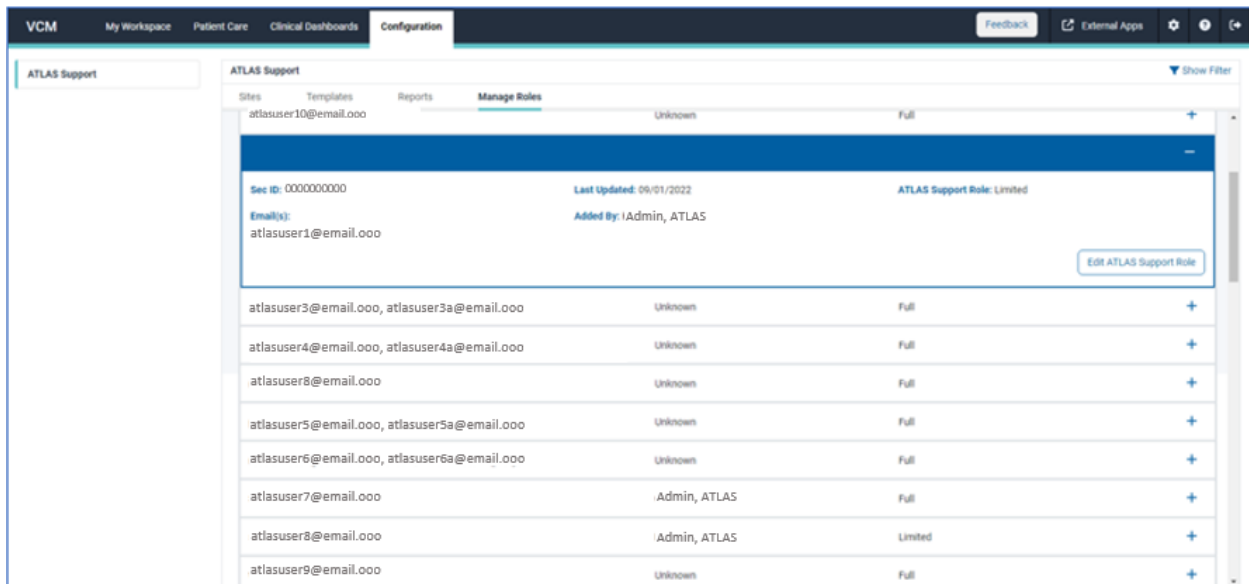 VCM My Workspace Patient Care Clinical Dashboards Configuration Feedback External Apps
ATLAS Support
ATLAS Support Show Filter
Sites Templates Reports Manage Roles
atlasuser10@email.ooo Unknown Full +
−
Sec ID: 0000000000 Last Updated: 09/01/2022 ATLAS Support Role: Limited
Email(s): Added By: Admin, ATLAS
atlasuser1@email.ooo
Edit ATLAS Support Role
atlasuser3@email.ooo, atlasuser3a@email.ooo Unknown Full +
atlasuser4@email.ooo, atlasuser4a@email.ooo Unknown Full +
atlasuser8@email.ooo Unknown Full +
atlasuser5@email.ooo, atlasuser5a@email.ooo Unknown Full +
atlasuser6@email.ooo, atlasuser6a@email.ooo Unknown Full +
atlasuser7@email.ooo Admin, ATLAS Full +
atlasuser8@email.ooo Admin, ATLAS Limited +
atlasuser9@email.ooo Unknown Full +